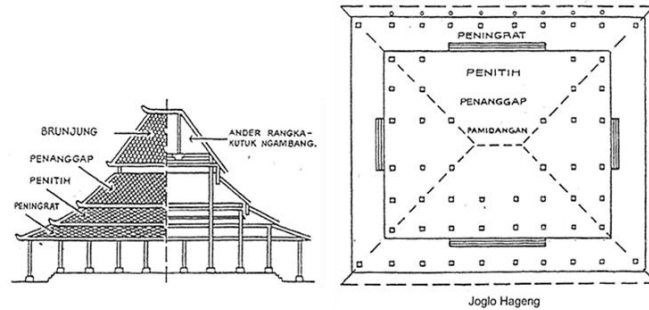 BRUNJUNG
PENANGGAP
PENITIH
PENINGRAT
ANDER RANGKA-
KUTUK NGAMBANG.
PENINGRAT
PENITIH
PENANGGAP
PAMIDANGAN
Joglo Hageng